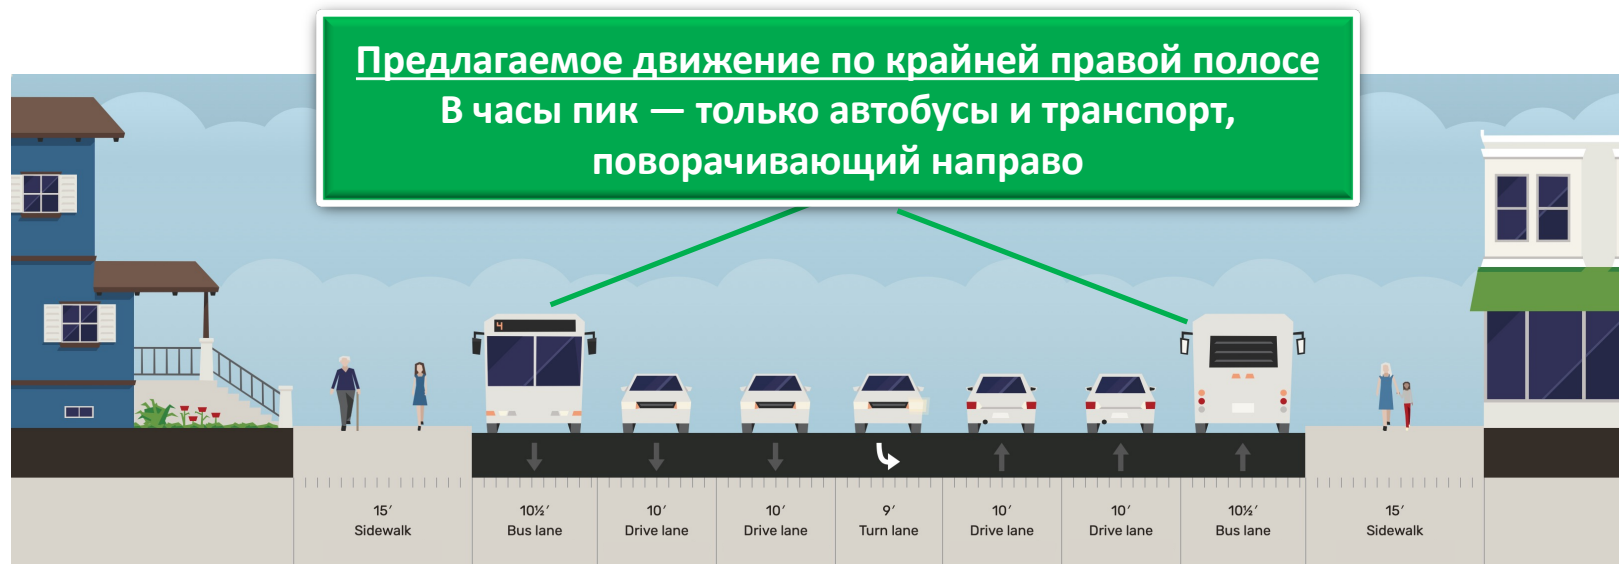 Предлагаемое движение по крайней правой полосе
В часы пик — только автобусы и транспорт,
поворачивающий направо
4
15′
Sidewalk
10½′
Bus lane
10′
Drive lane
10′
Drive lane
9′
Turn lane
10′
Drive lane
10′
Drive lane
10½′
Bus lane
15′
Sidewalk